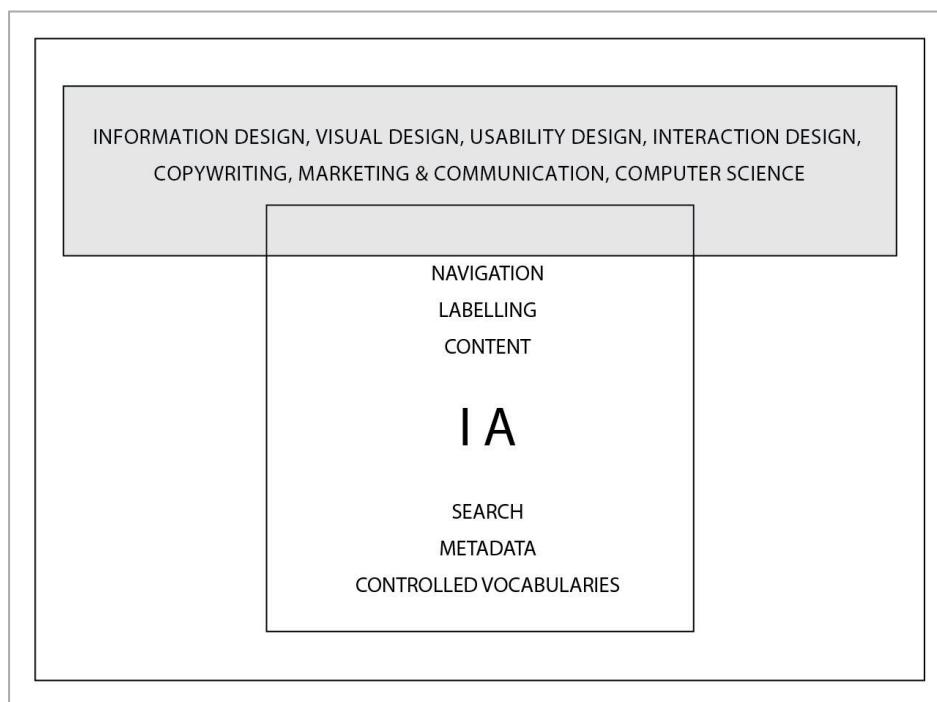 INFORMATION DESIGN, VISUAL DESIGN, USABILITY DESIGN, INTERACTION DESIGN,
COPYWRITING, MARKETING & COMMUNICATION, COMPUTER SCIENCE
NAVIGATION
LABELLING
CONTENT
I A
SEARCH
METADATA
CONTROLLED VOCABULARIES